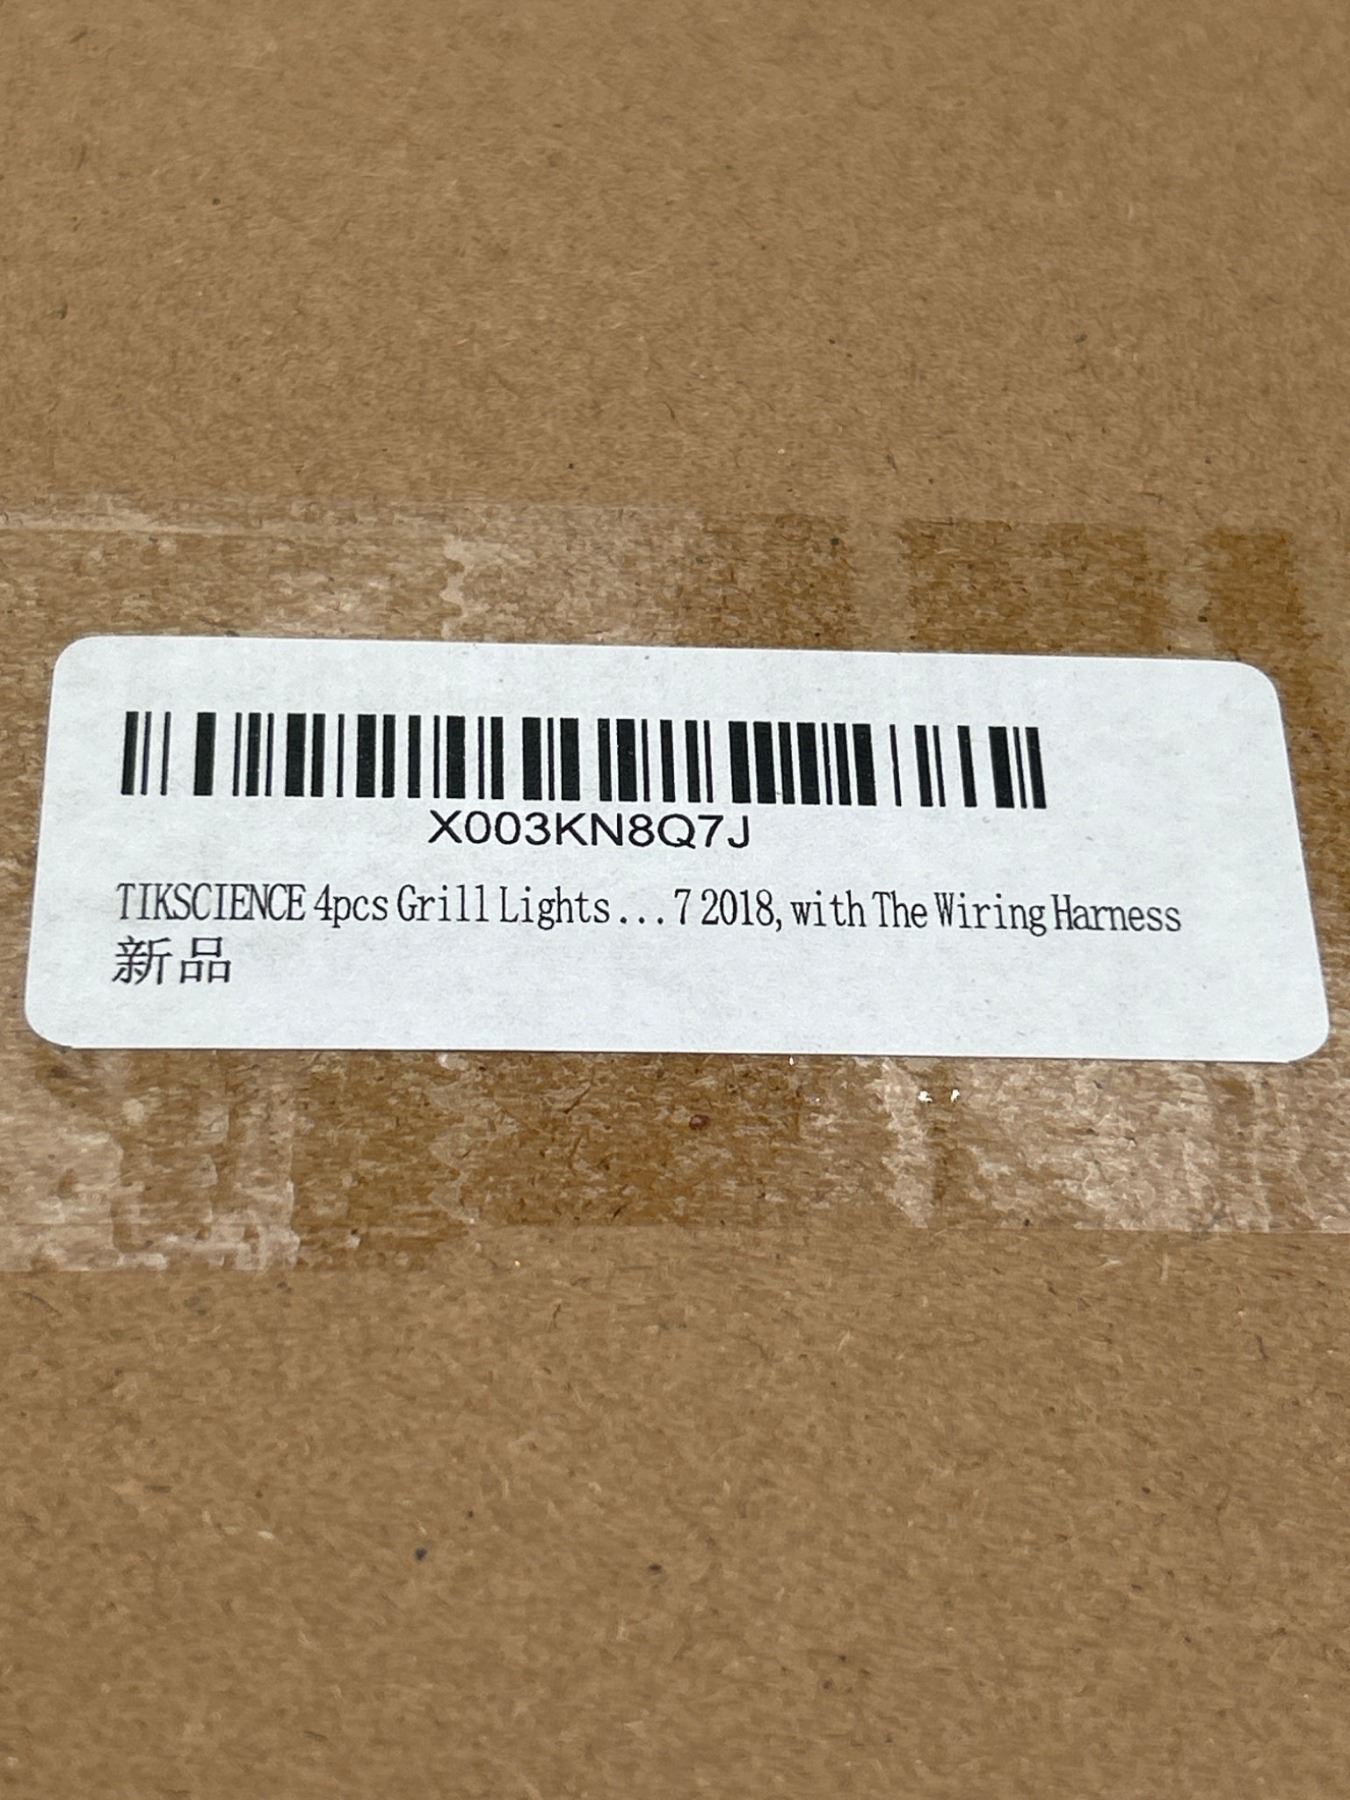 X003KN8Q7J
TIKSCIENCE 4pcs Grill Lights...7 2018, with The Wiring Harness
新品